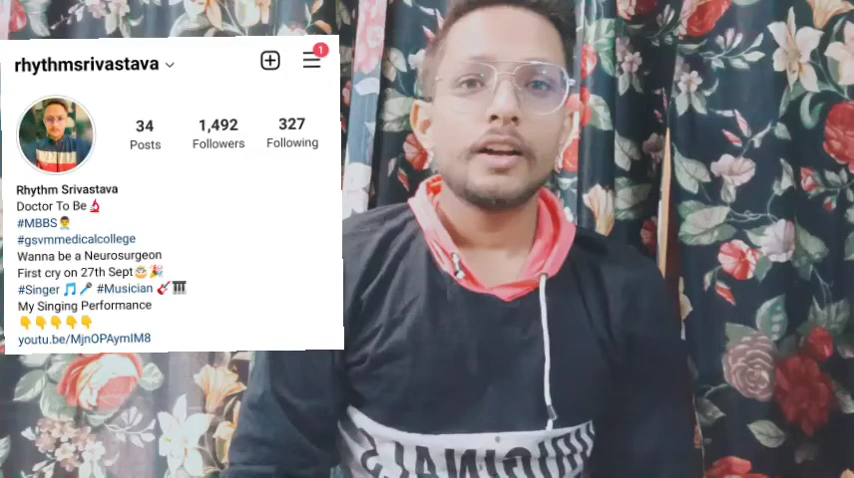 rhythmsrivastava
1
34 1,492 327
Posts Followers Following
Rhythm Srivastava
Doctor To Be🔬
#MBBS👨‍⚕️
#gsvmmedicalcollege
Wanna be a Neurosurgeon
First cry on 27th Sept🎂🎉
#Singer 🎵🎤 #Musician 🎸🎹
My Singing Performance
👇👇👇👇👇
youtu.be/MjnOPAymIM8